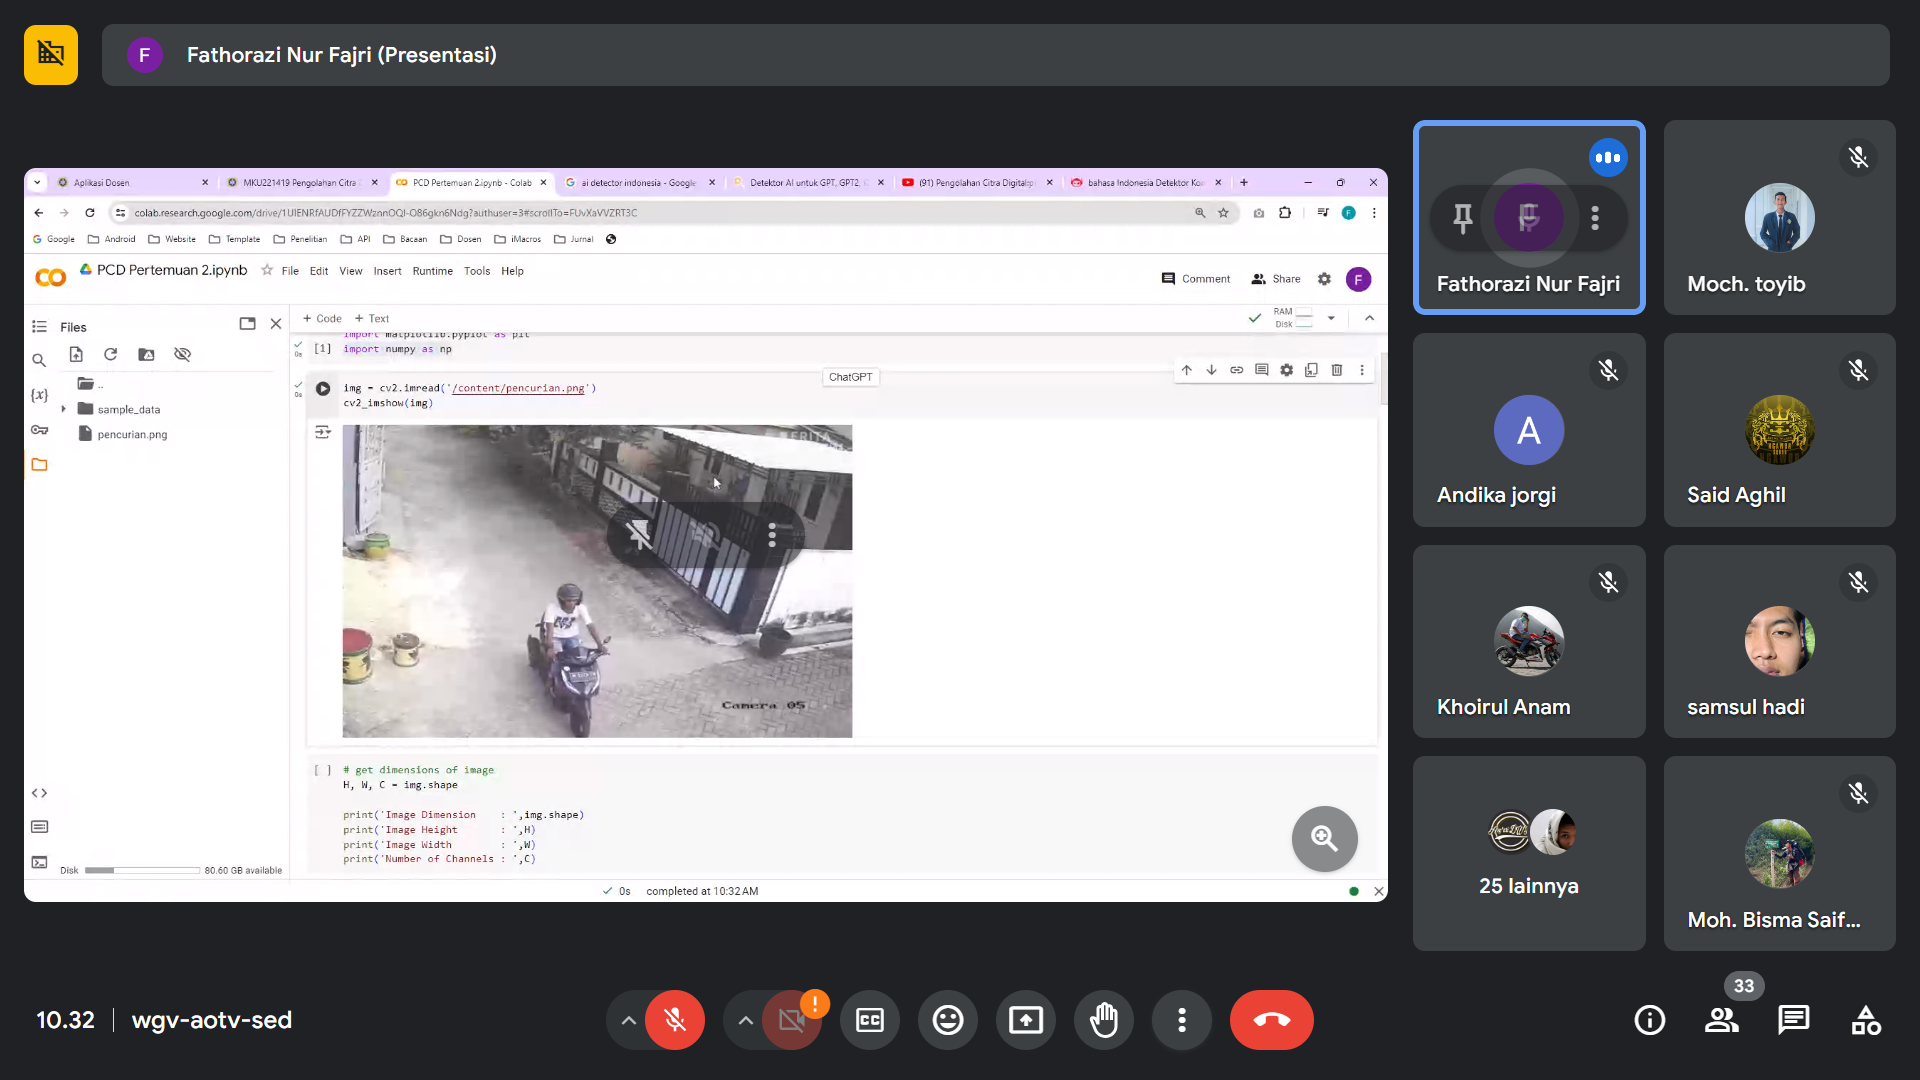 F
Fathorazi Nur Fajri (Presentasi)
Aplikasi Dosen
MKU221419 Pengolahan Citra
PCD Pertemuan 2.ipynb - Colab
ai detector indonesia - Google
Detektor AI untuk GPT, GPT2, C
(91) Pengolahan Citra Digital:
bahasa Indonesia Detektor Kon
colab.research.google.com/drive/1UIENRfAUDfFYZZWznnOQI-O86gkn6Ndg?authuser=3#scrollTo=FUvXaVVZRT3C
F
Google
Android
Website
Template
Penelitian
API
Bacaan
Dosen
iMacros
Jurnal
PCD Pertemuan 2.ipynb
File Edit View Insert Runtime Tools Help
Comment
Share
F
Files
+ Code + Text
RAM
Disk
..
sample_data
pencurian.png
import matplotlib.pyplot as plt
[1] import numpy as np
0s
ChatGPT
img = cv2.imread('/content/pencurian.png')
cv2_imshow(img)
0s
Camera 05
[ ] # get dimensions of image
H, W, C = img.shape
print('Image Dimension : ',img.shape)
print('Image Height : ',H)
print('Image Width : ',W)
print('Number of Channels : ',C)
Disk 80.60 GB available
0s completed at 10:32 AM
Fathorazi Nur Fajri
Moch. toyib
A
Andika jorgi
Said Aghil
Khoirul Anam
samsul hadi
25 lainnya
Moh. Bisma Saif...
10.32
wgv-aotv-sed
CC
33